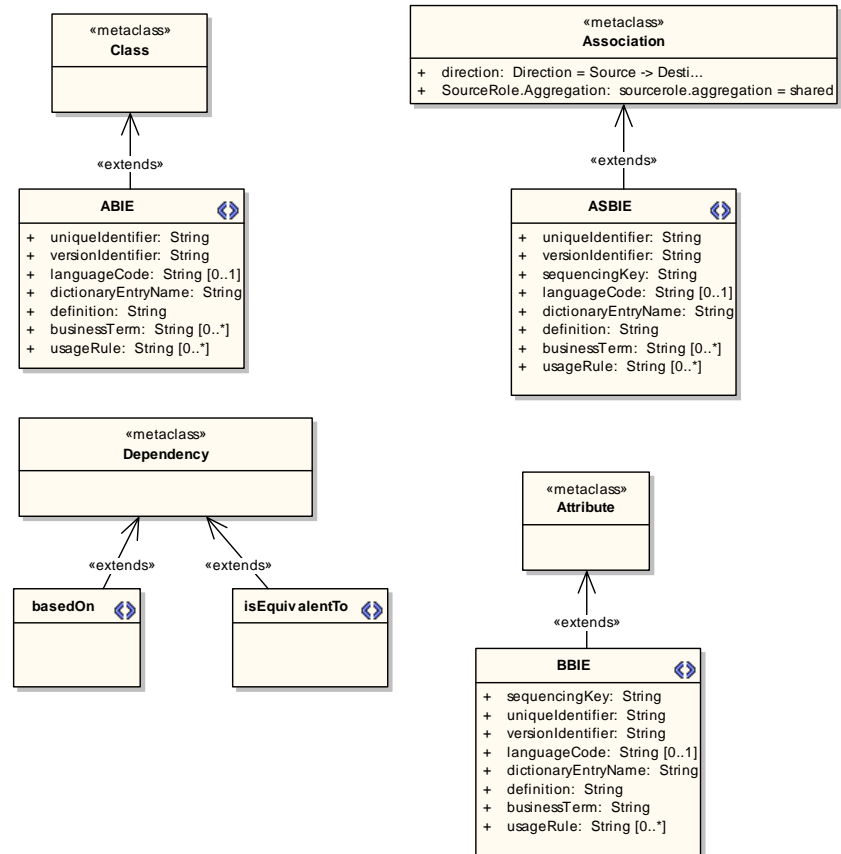 «metaclass»
Class
«extends»
ABIE
+ uniqueIdentifier: String
+ versionIdentifier: String
+ languageCode: String [0..1]
+ dictionaryEntryName: String
+ definition: String
+ businessTerm: String [0..*]
+ usageRule: String [0..*]
«metaclass»
Association
+ direction: Direction = Source -> Desti...
+ SourceRole.Aggregation: sourcerole.aggregation = shared
«extends»
ASBIE
+ uniqueIdentifier: String
+ versionIdentifier: String
+ sequencingKey: String
+ languageCode: String [0..1]
+ dictionaryEntryName: String
+ definition: String
+ businessTerm: String [0..*]
+ usageRule: String [0..*]
«metaclass»
Dependency
«extends» «extends»
basedOn
isEquivalentTo
«metaclass»
Attribute
«extends»
BBIE
+ sequencingKey: String
+ uniqueIdentifier: String
+ versionIdentifier: String
+ languageCode: String [0..1]
+ dictionaryEntryName: String
+ definition: String
+ businessTerm: String
+ usageRule: String [0..*]